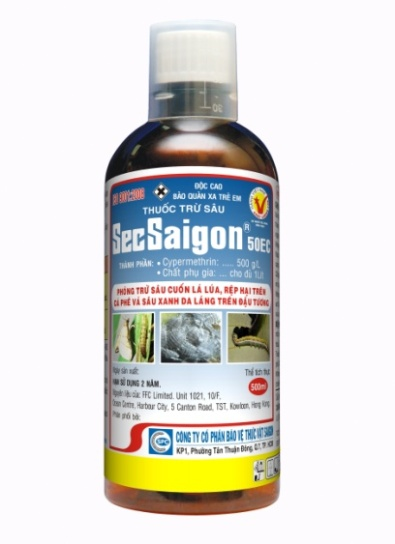 ĐỘC CAO
BẢO QUẢN XA TRẺ EM
THUỐC TRỪ SÂU
SecSaigon® 50EC
THÀNH PHẦN: • Cypermethrin: ...... 500 g/L
• Chất phụ gia: .... cho đủ 1Lít
PHÒNG TRỪ SÂU CUỐN LÁ LÚA, RỆP HẠI TRÊN
CÀ PHÊ VÀ SÂU XANH DA LÁNG TRÊN ĐẬU TƯƠNG
Ngày sản xuất:
HẠN SỬ DỤNG 2 NĂM.
Nguyên liệu của: FFC Limited. Unit 1021, 10/F,
Ocean Centre, Harbour City, 5 Canton Road, TST, Kowloon, Hong Kong
Phân phối bởi:
Thể tích thực:
500ml
SPC
CÔNG TY CỔ PHẦN BẢO VỆ THỰC VẬT SÀI GÒN
KP1, Phường Tân Thuận Đông, Q.7, TP. HCM